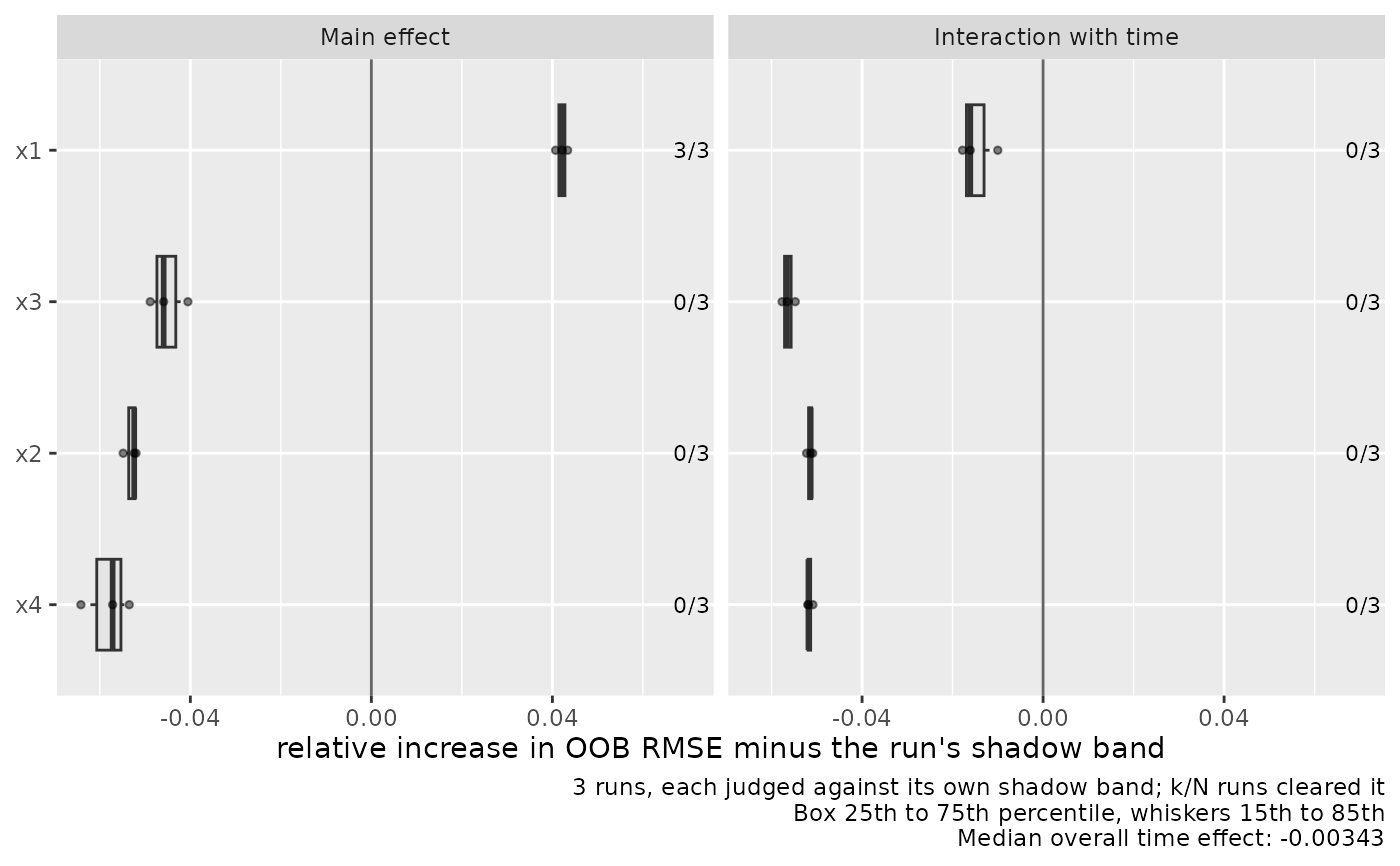 Main effect
Interaction with time
x1
3/3
0/3
x3
0/3
0/3
x2
0/3
0/3
x4
0/3
0/3
-0.04
0.00
0.04
-0.04
0.00
0.04
relative increase in OOB RMSE minus the run's shadow band
3 runs, each judged against its own shadow band; k/N runs cleared it
Box 25th to 75th percentile, whiskers 15th to 85th
Median overall time effect: -0.00343